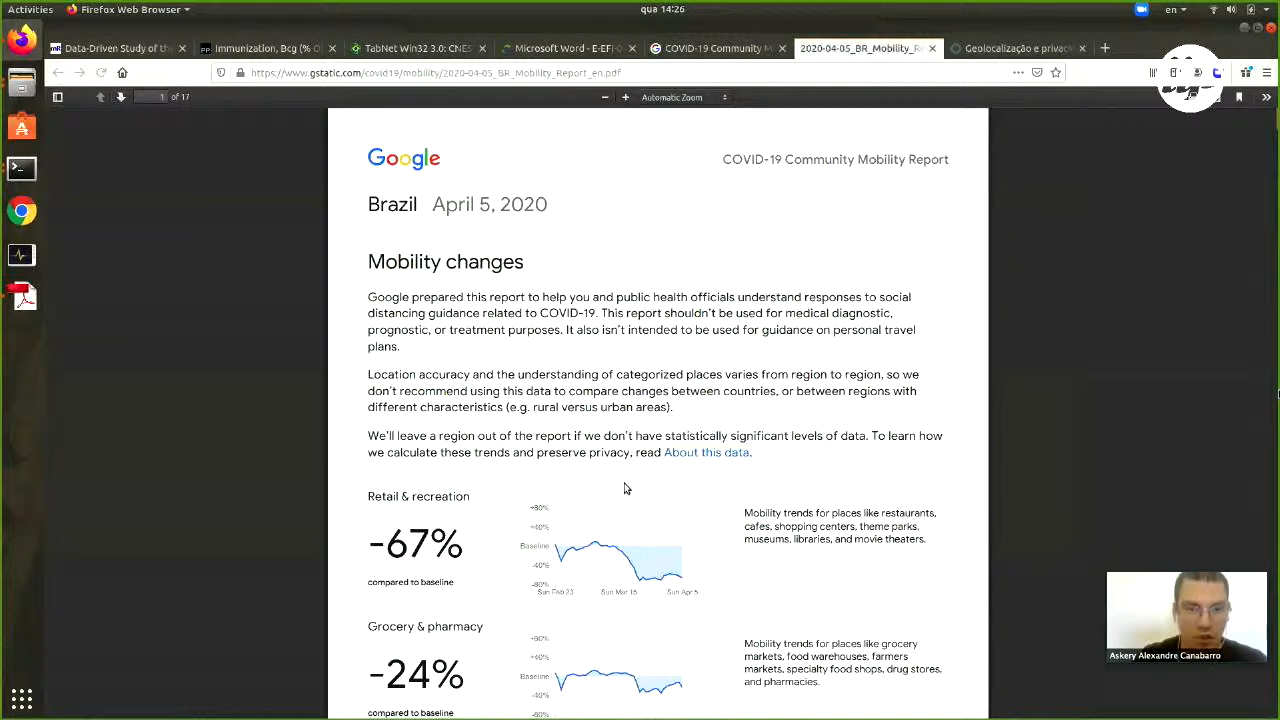 Activities Firefox Web Browser qua 14:26 en
Data-Driven Study of th Immunization, Bcg (% O TabNet Win32 3.0: CNES Microsoft Word - E-EF(-0 COVID-19 Community M 2020-04-05_BR_Mobility_Re Geolocalização e privaci
https://www.gstatic.com/covid19/mobility/2020-04-05_BR_Mobility_Report_en.pdf
1 of 17 Automatic Zoom
Google COVID-19 Community Mobility Report
Brazil April 5, 2020
Mobility changes
Google prepared this report to help you and public health officials understand responses to social
distancing guidance related to COVID-19. This report shouldn't be used for medical diagnostic,
prognostic, or treatment purposes. It also isn't intended to be used for guidance on personal travel
plans.
Location accuracy and the understanding of categorized places varies from region to region, so we
don't recommend using this data to compare changes between countries, or between regions with
different characteristics (e.g. rural versus urban areas).
We'll leave a region out of the report if we don't have statistically significant levels of data. To learn how
we calculate these trends and preserve privacy, read About this data.
Retail & recreation
-67%
compared to baseline
+80%
+40%
Baseline
-40%
-80%
Sun Feb 23 Sun Mar 15 Sun Apr 5
Mobility trends for places like restaurants,
cafes, shopping centers, theme parks,
museums, libraries, and movie theaters.
Grocery & pharmacy
-24%
compared to baseline
+80%
+40%
Baseline
-40%
-80%
Mobility trends for places like grocery
markets, food warehouses, farmers
markets, specialty food shops, drug stores,
and pharmacies.
Askery Alexandre Canabarro